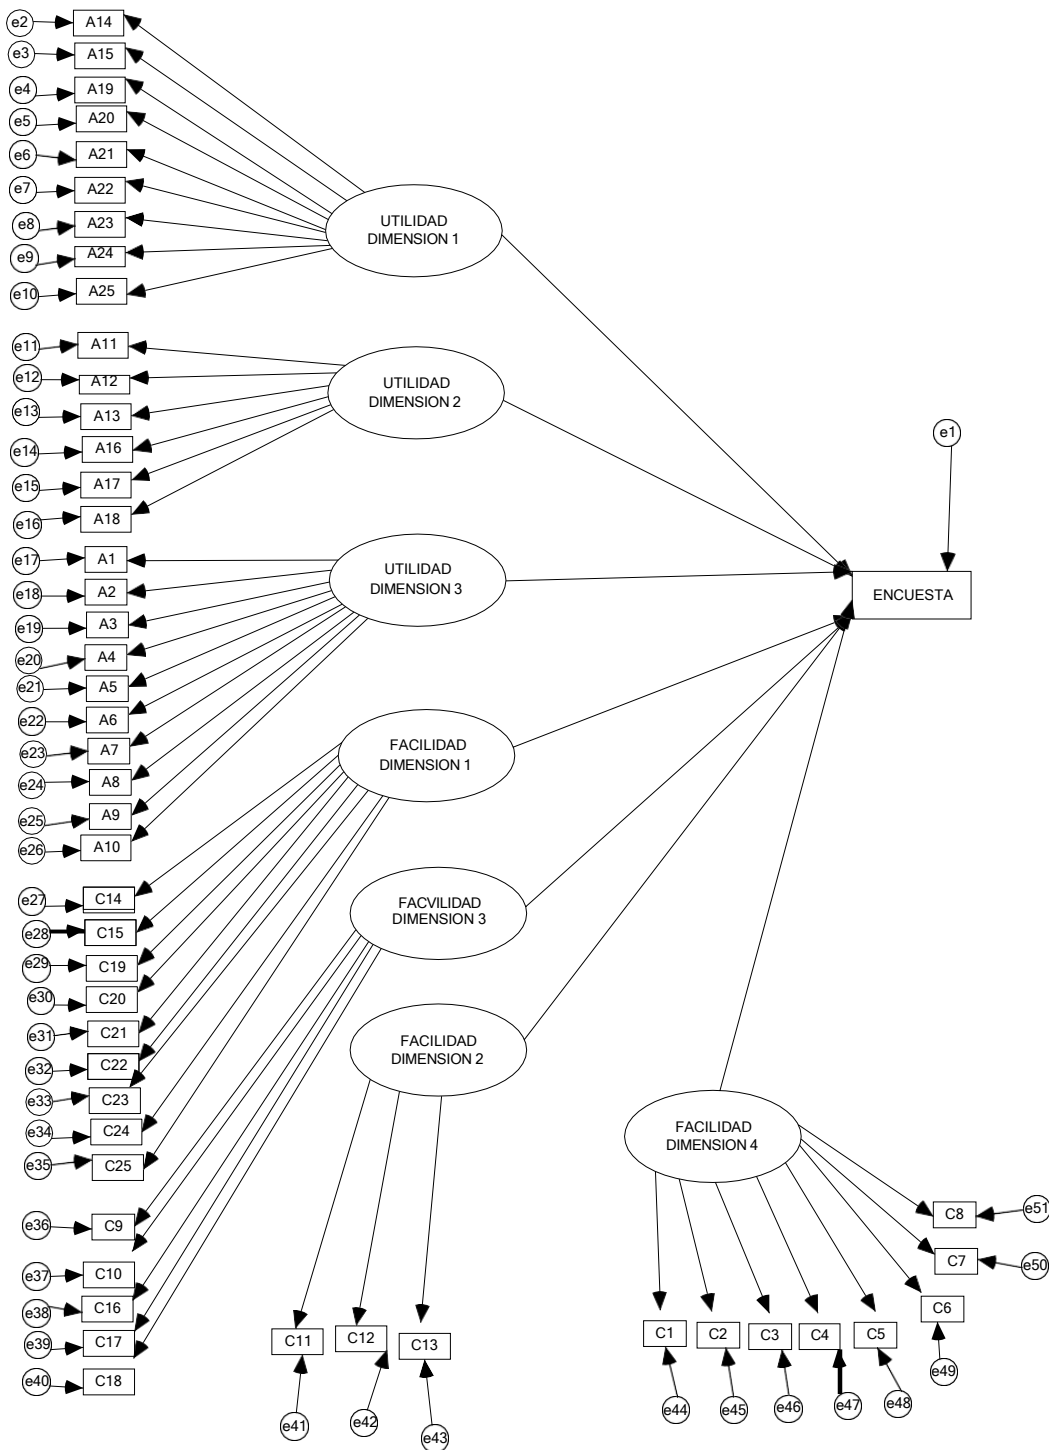 e2
A14
e3
A15
e4
A19
e5
A20
e6
A21
e7
A22
e8
A23
e9
A24
e10
A25
UTILIDAD
DIMENSION 1
e11
A11
e12
A12
e13
A13
e14
A16
e15
A17
e16
A18
UTILIDAD
DIMENSION 2
e1
ENCUESTA
e17
A1
e18
A2
e19
A3
e20
A4
e21
A5
e22
A6
e23
A7
e24
A8
e25
A9
e26
A10
UTILIDAD
DIMENSION 3
FACILIDAD
DIMENSION 1
e27
C14
e28
C15
e29
C19
e30
C20
e31
C21
e32
C22
e33
C23
e34
C24
e35
C25
FACVILIDAD
DIMENSION 3
e36
C9
e37
C10
e38
C16
e39
C17
e40
C18
FACILIDAD
DIMENSION 2
C11
C12
C13
e41
e42
e43
FACILIDAD
DIMENSION 4
C8
e51
C7
e50
C6
e49
C1
C2
C3
C4
C5
e44
e45
e46
e47
e48